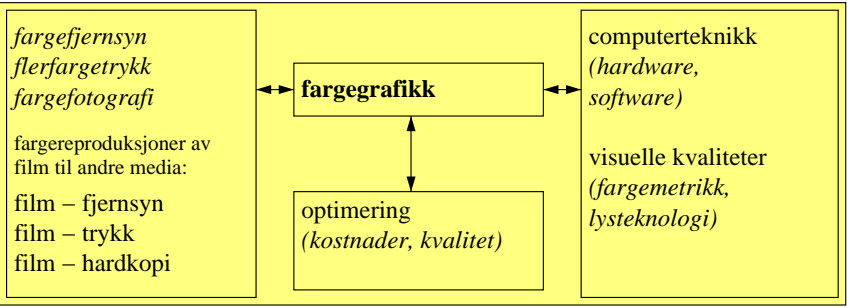 fargefjernsyn
flerfargetrykk
fargefotografi
fargereproduksjoner av
film til andre media:
film – fjernsyn
film – trykk
film – hardkopi
fargegrafikk
optimering
(kostnader, kvalitet)
computerteknikk
(hardware,
software)
visuelle kvaliteter
(fargemetrikk,
lysteknologi)